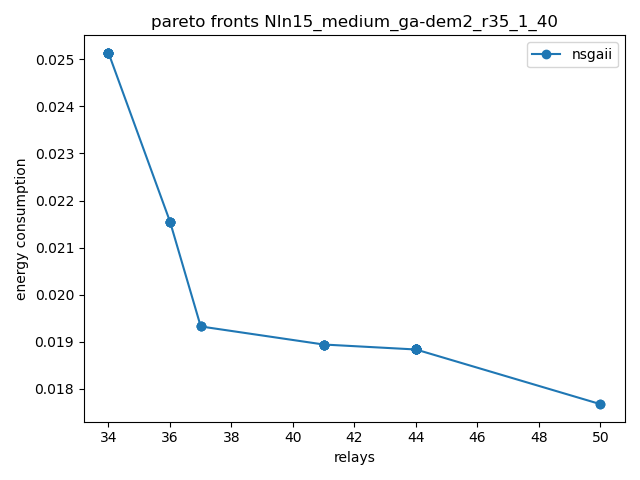 pareto fronts NIn15_medium_ga-dem2_r35_1_40
nsgaii
energy consumption
0.025
0.024
0.023
0.022
0.021
0.020
0.019
0.018
34 36 38 40 42 44 46 48 50
relays